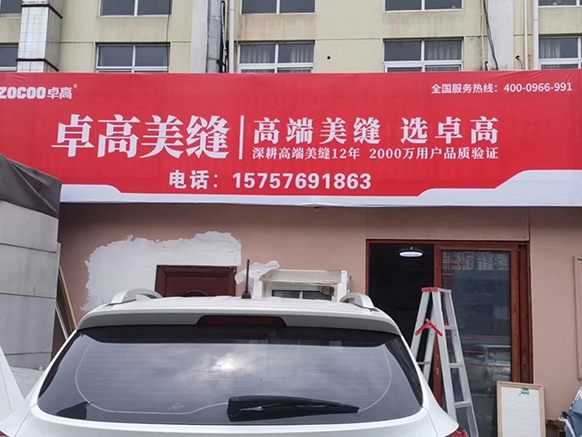 ZOCOO卓高®
全国服务热线：400-0966-991
卓高美缝
高端美缝 选卓高
深耕高端美缝12年 2000万用户品质验证
电话：15757691863